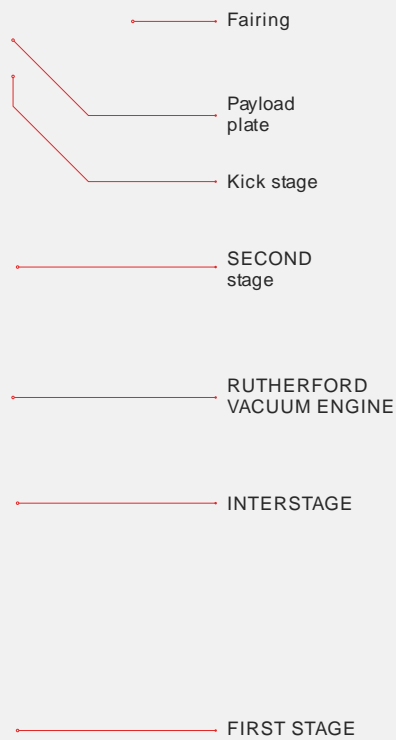 Fairing
Payload
plate
Kick stage
SECOND
stage
RUTHERFORD
VACUUM ENGINE
INTERSTAGE
FIRST STAGE